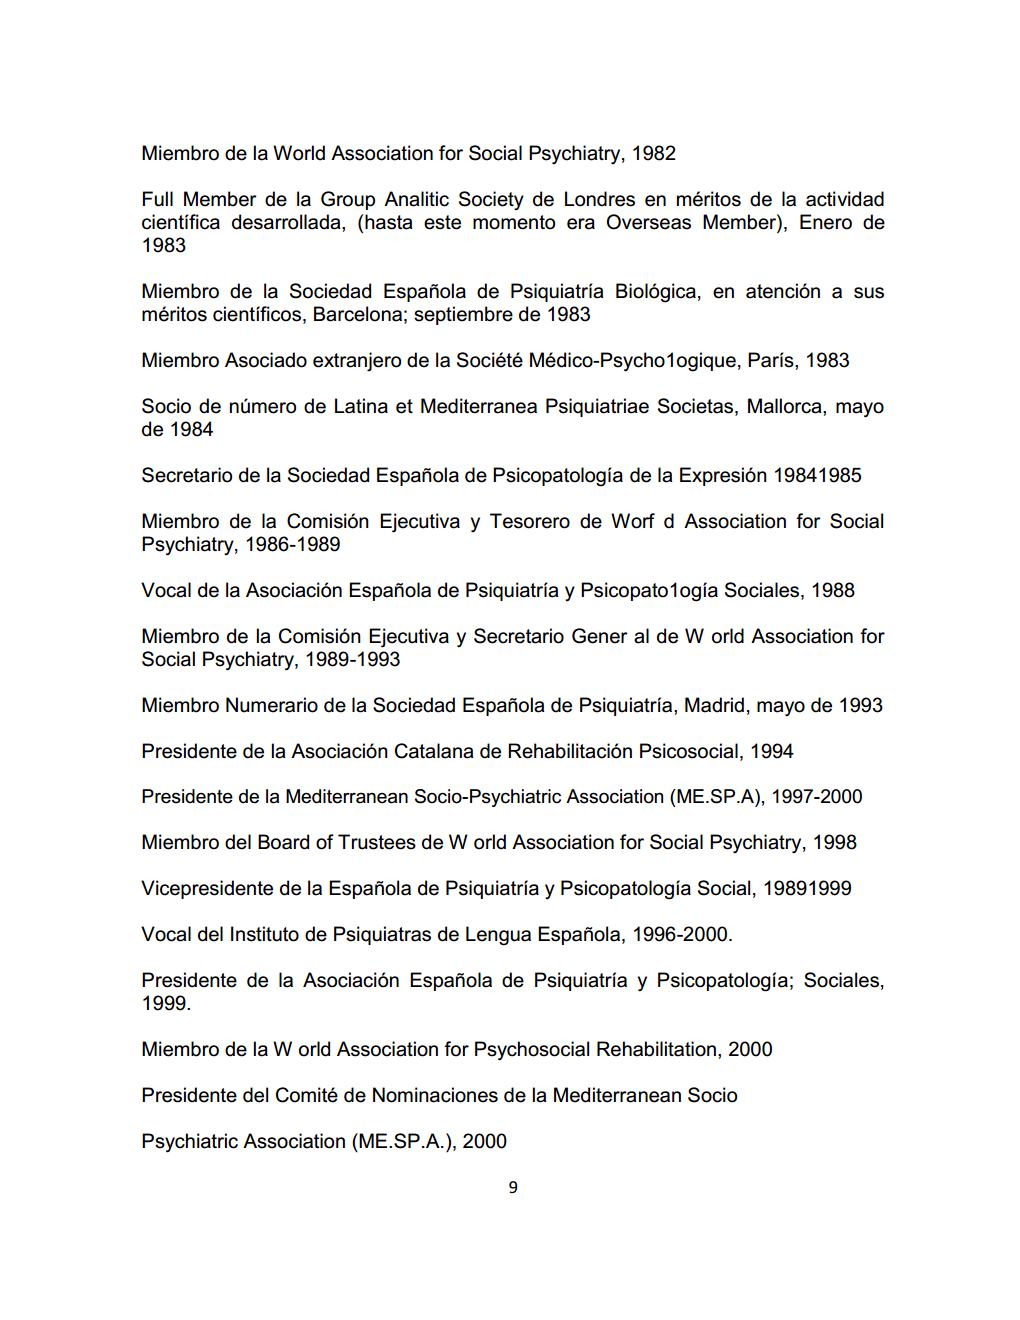 Miembro de la World Association for Social Psychiatry, 1982
Full Member de la Group Analitic Society de Londres en méritos de la actividad
científica desarrollada, (hasta este momento era Overseas Member), Enero de
1983
Miembro de la Sociedad Española de Psiquiatría Biológica, en atención a sus
méritos científicos, Barcelona; septiembre de 1983
Miembro Asociado extranjero de la Société Médico-Psycho1ogique, París, 1983
Socio de número de Latina et Mediterranea Psiquiatriae Societas, Mallorca, mayo
de 1984
Secretario de la Sociedad Española de Psicopatología de la Expresión 19841985
Miembro de la Comisión Ejecutiva y Tesorero de Worf d Association for Social
Psychiatry, 1986-1989
Vocal de la Asociación Española de Psiquiatría y Psicopato1ogía Sociales, 1988
Miembro de la Comisión Ejecutiva y Secretario Gener al de W orld Association for
Social Psychiatry, 1989-1993
Miembro Numerario de la Sociedad Española de Psiquiatría, Madrid, mayo de 1993
Presidente de la Asociación Catalana de Rehabilitación Psicosocial, 1994
Presidente de la Mediterranean Socio-Psychiatric Association (ME.SP.A), 1997-2000
Miembro del Board of Trustees de W orld Association for Social Psychiatry, 1998
Vicepresidente de la Española de Psiquiatría y Psicopatología Social, 19891999
Vocal del Instituto de Psiquiatras de Lengua Española, 1996-2000.
Presidente de la Asociación Española de Psiquiatría y Psicopatología; Sociales,
1999.
Miembro de la W orld Association for Psychosocial Rehabilitation, 2000
Presidente del Comité de Nominaciones de la Mediterranean Socio
Psychiatric Association (ME.SP.A.), 2000
9